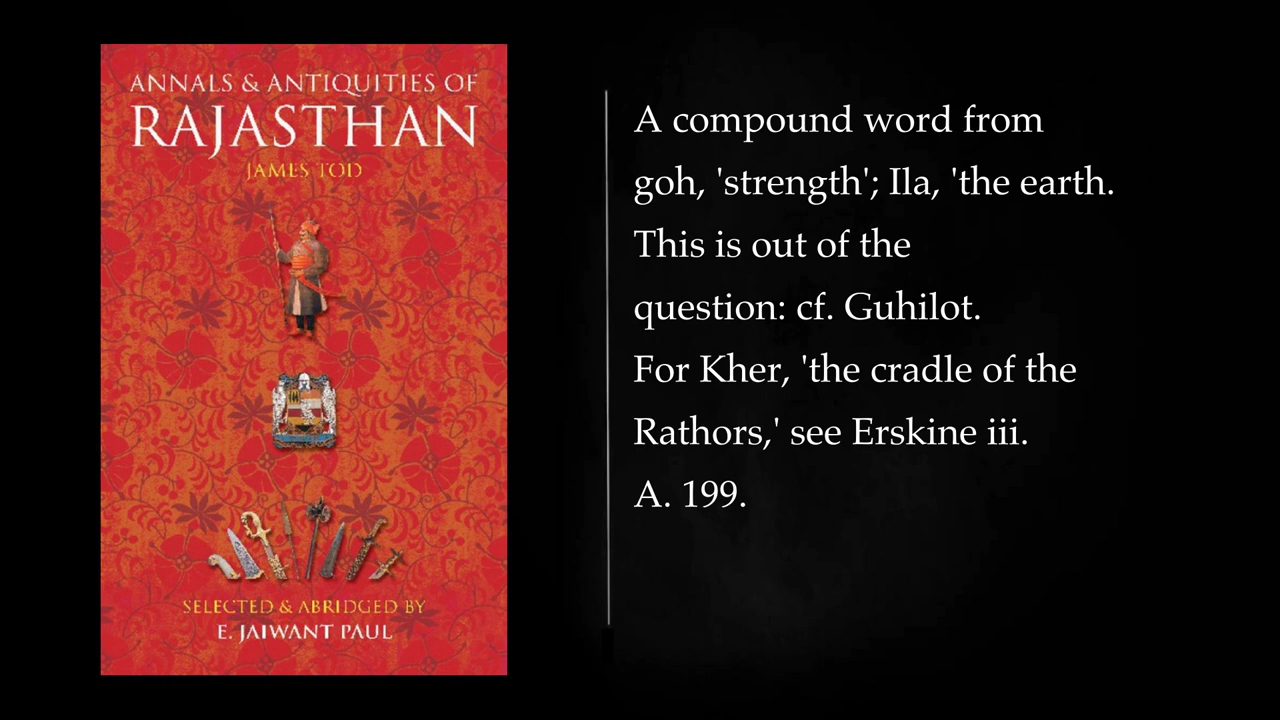 ANNALS & ANTIQUITIES OF
RAJASTHAN
JAMES TOD
SELECTED & ABRIDGED BY
E. JAIWANT PAUL
A compound word from
goh, 'strength'; Ila, 'the earth.
This is out of the
question: cf. Guhilot.
For Kher, 'the cradle of the
Rathors,' see Erskine iii.
A. 199.